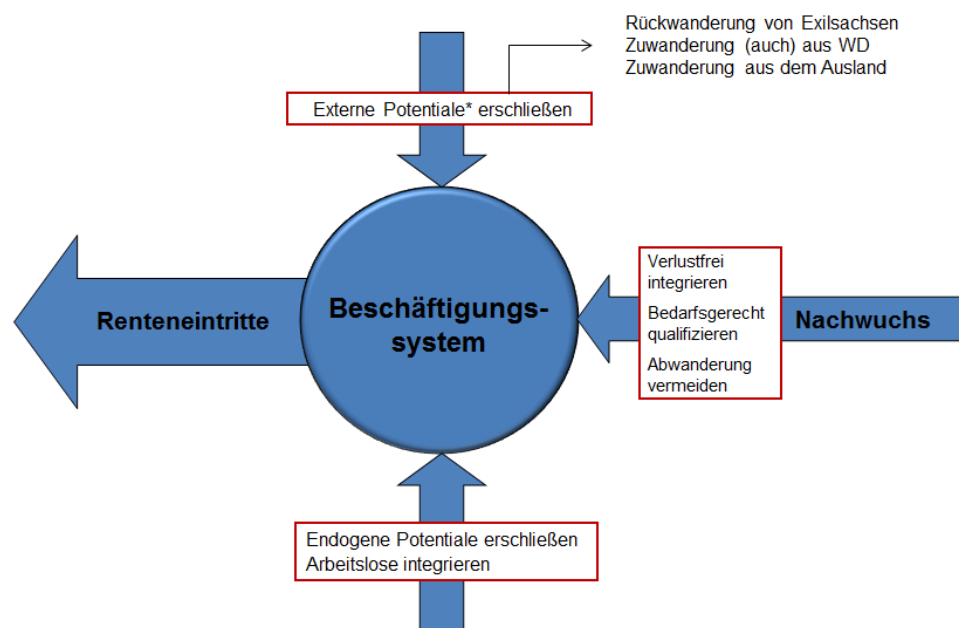 Rückwanderung von Exilsachsen
Zuwanderung (auch) aus WD
Zuwanderung aus dem Ausland
Externe Potentiale* erschließen
Renteneintritte
Beschäftigungs-
system
Verlustfrei
integrieren
Bedarfsgerecht
qualifizieren
Abwanderung
vermeiden
Nachwuchs
Endogene Potentiale erschließen
Arbeitslose integrieren